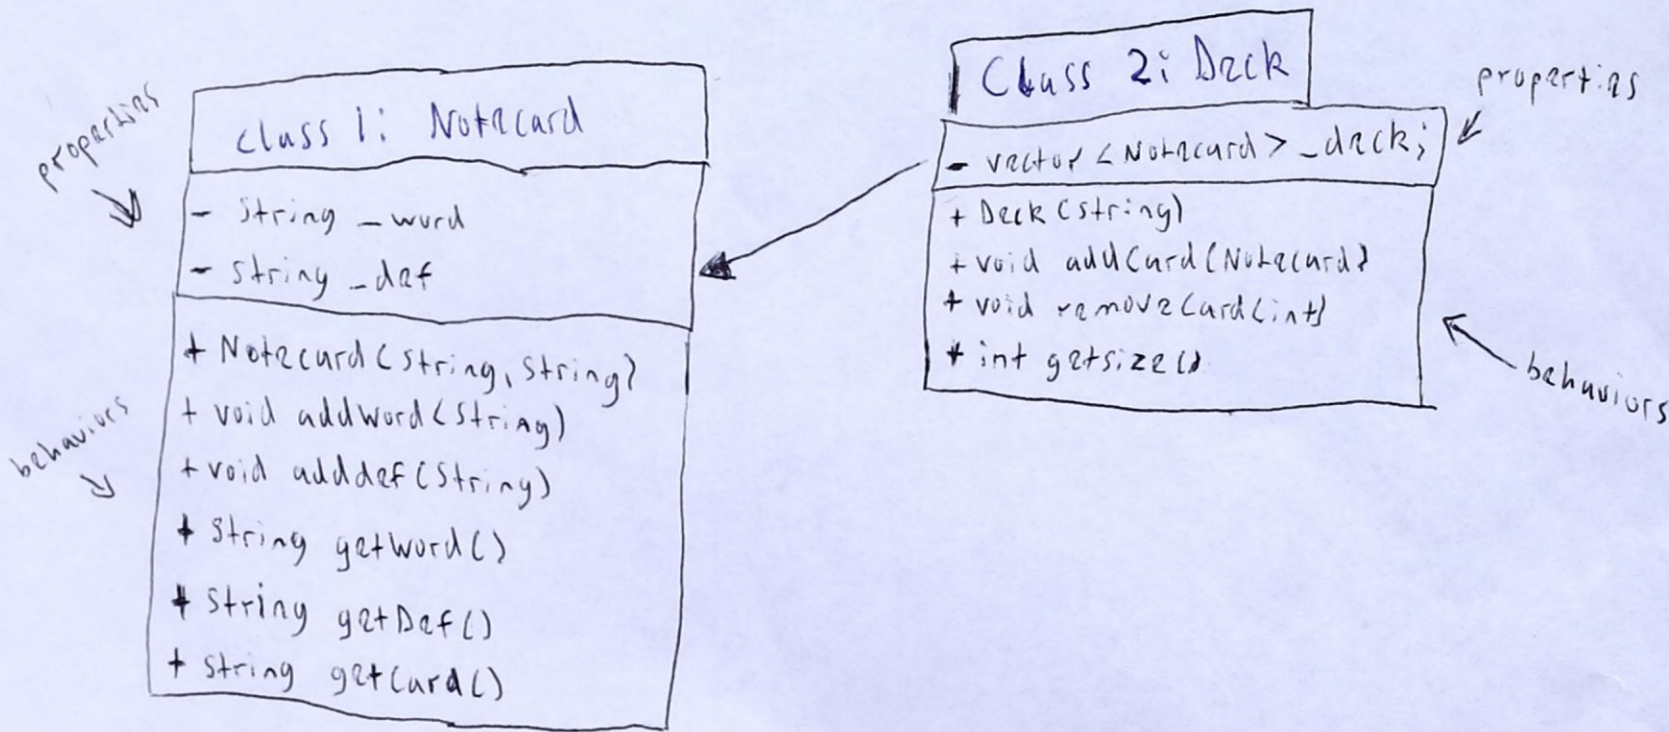 properties
class 1: Notecard
- string _word
- string _def
behaviors
+ Notecard(string, string)
+ void addWord(string)
+ void adddef(string)
+ string getWord()
+ string getDef()
+ string getCard()
Class 2: Deck
properties
- vector <Notecard> _deck;
+ Deck(string)
+ void addCard(Notecard)
+ void removeCard(int)
+ int getsize()
behaviors